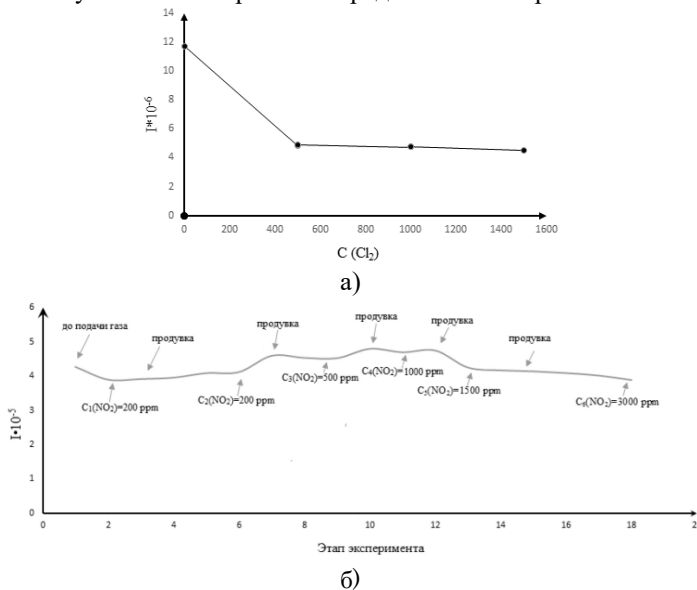 14
12
10
8
6
4
2
0
I*10⁻⁶
0 200 400 600 800 1000 1200 1400 1600
C (Cl₂)
а)
6
5
4
3
2
1
0
I•10⁻⁵
до подачи газа
продувка
продувка
продувка
продувка
продувка
C₁(NO₂)=200 ppm
C₂(NO₂)=200 ppm
C₃(NO₂)=500 ppm
C₄(NO₂)=1000 ppm
C₅(NO₂)=1500 ppm
C₆(NO₂)=3000 ppm
0 2 4 6 8 10 12 14 16 18 2
Этап эксперимента
б)